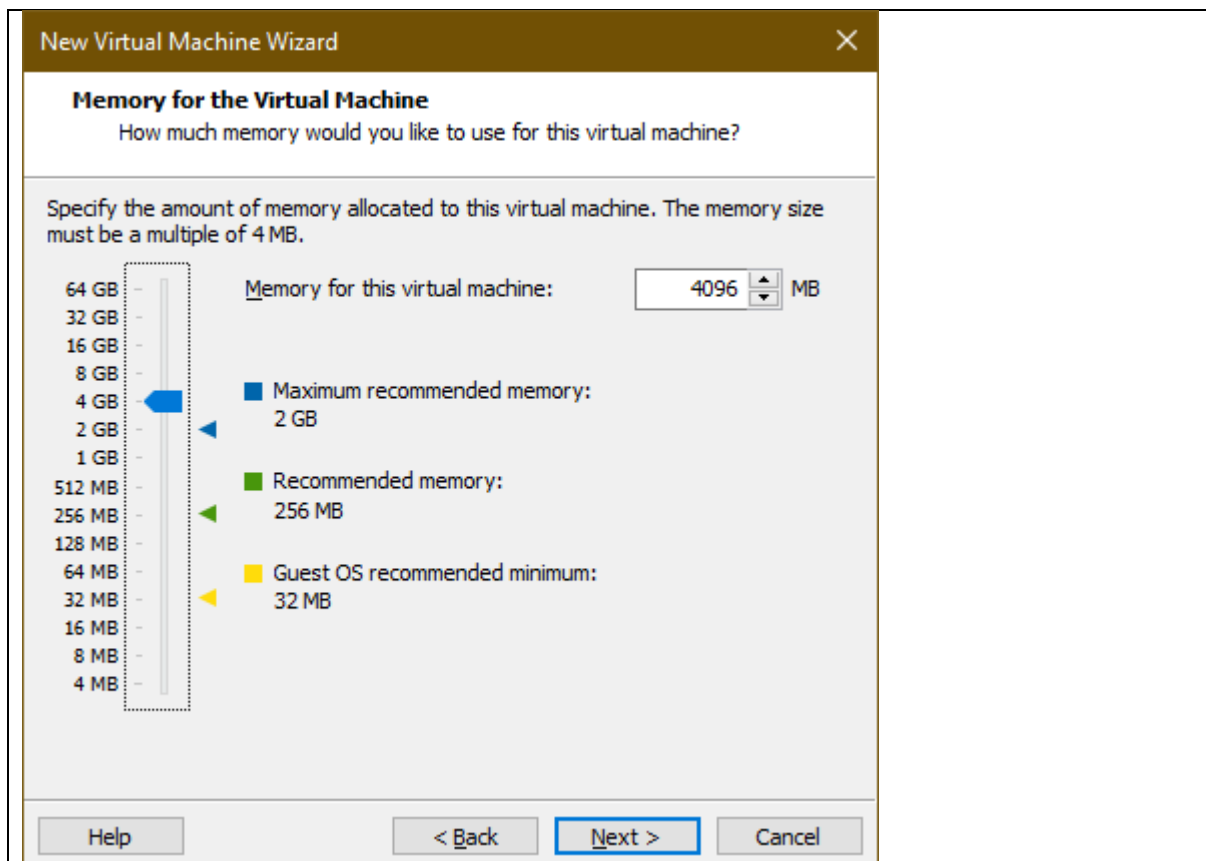 New Virtual Machine Wizard
Memory for the Virtual Machine
How much memory would you like to use for this virtual machine?
Specify the amount of memory allocated to this virtual machine. The memory size
must be a multiple of 4 MB.
64 GB
32 GB
16 GB
8 GB
4 GB
2 GB
1 GB
512 MB
256 MB
128 MB
64 MB
32 MB
16 MB
8 MB
4 MB
Memory for this virtual machine: 4096 MB
Maximum recommended memory:
2 GB
Recommended memory:
256 MB
Guest OS recommended minimum:
32 MB
Help < Back Next > Cancel